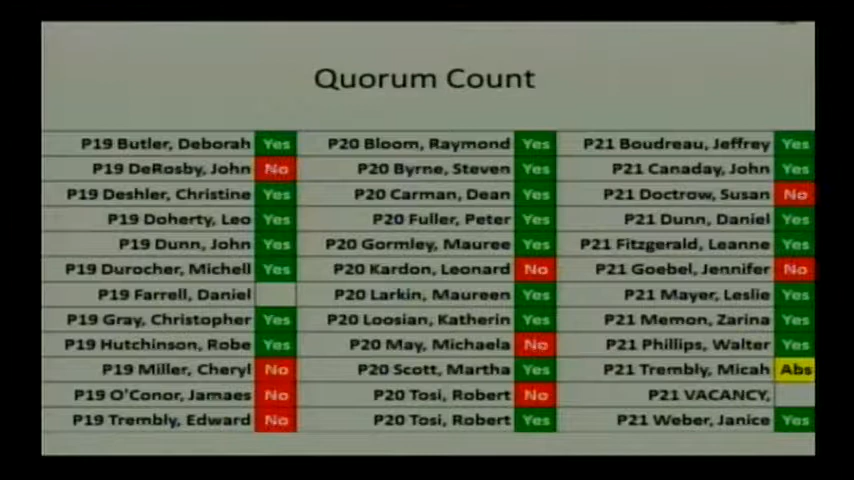 Quorum Count
P19 Butler, Deborah Yes P20 Bloom, Raymond Yes P21 Boudreau, Jeffrey Yes
P19 DeRosby, John No P20 Byrne, Steven Yes P21 Canaday, John Yes
P19 Deshler, Christine Yes P20 Carman, Dean Yes P21 Doctrow, Susan No
P19 Doherty, Leo Yes P20 Fuller, Peter Yes P21 Dunn, Daniel Yes
P19 Dunn, John Yes P20 Gormley, Mauree Yes P21 Fitzgerald, Leanne Yes
P19 Durocher, Michell Yes P20 Kardon, Leonard No P21 Goebel, Jennifer No
P19 Farrell, Daniel P20 Larkin, Maureen Yes P21 Mayer, Leslie Yes
P19 Gray, Christopher Yes P20 Loosian, Katherin Yes P21 Memon, Zarina Yes
P19 Hutchinson, Robe Yes P20 May, Michaela No P21 Phillips, Walter Yes
P19 Miller, Cheryl No P20 Scott, Martha Yes P21 Trembly, Micah Abs
P19 O'Conor, Jamaes No P20 Tosi, Robert No P21 VACANCY,
P19 Trembly, Edward No P20 Tosi, Robert Yes P21 Weber, Janice Yes